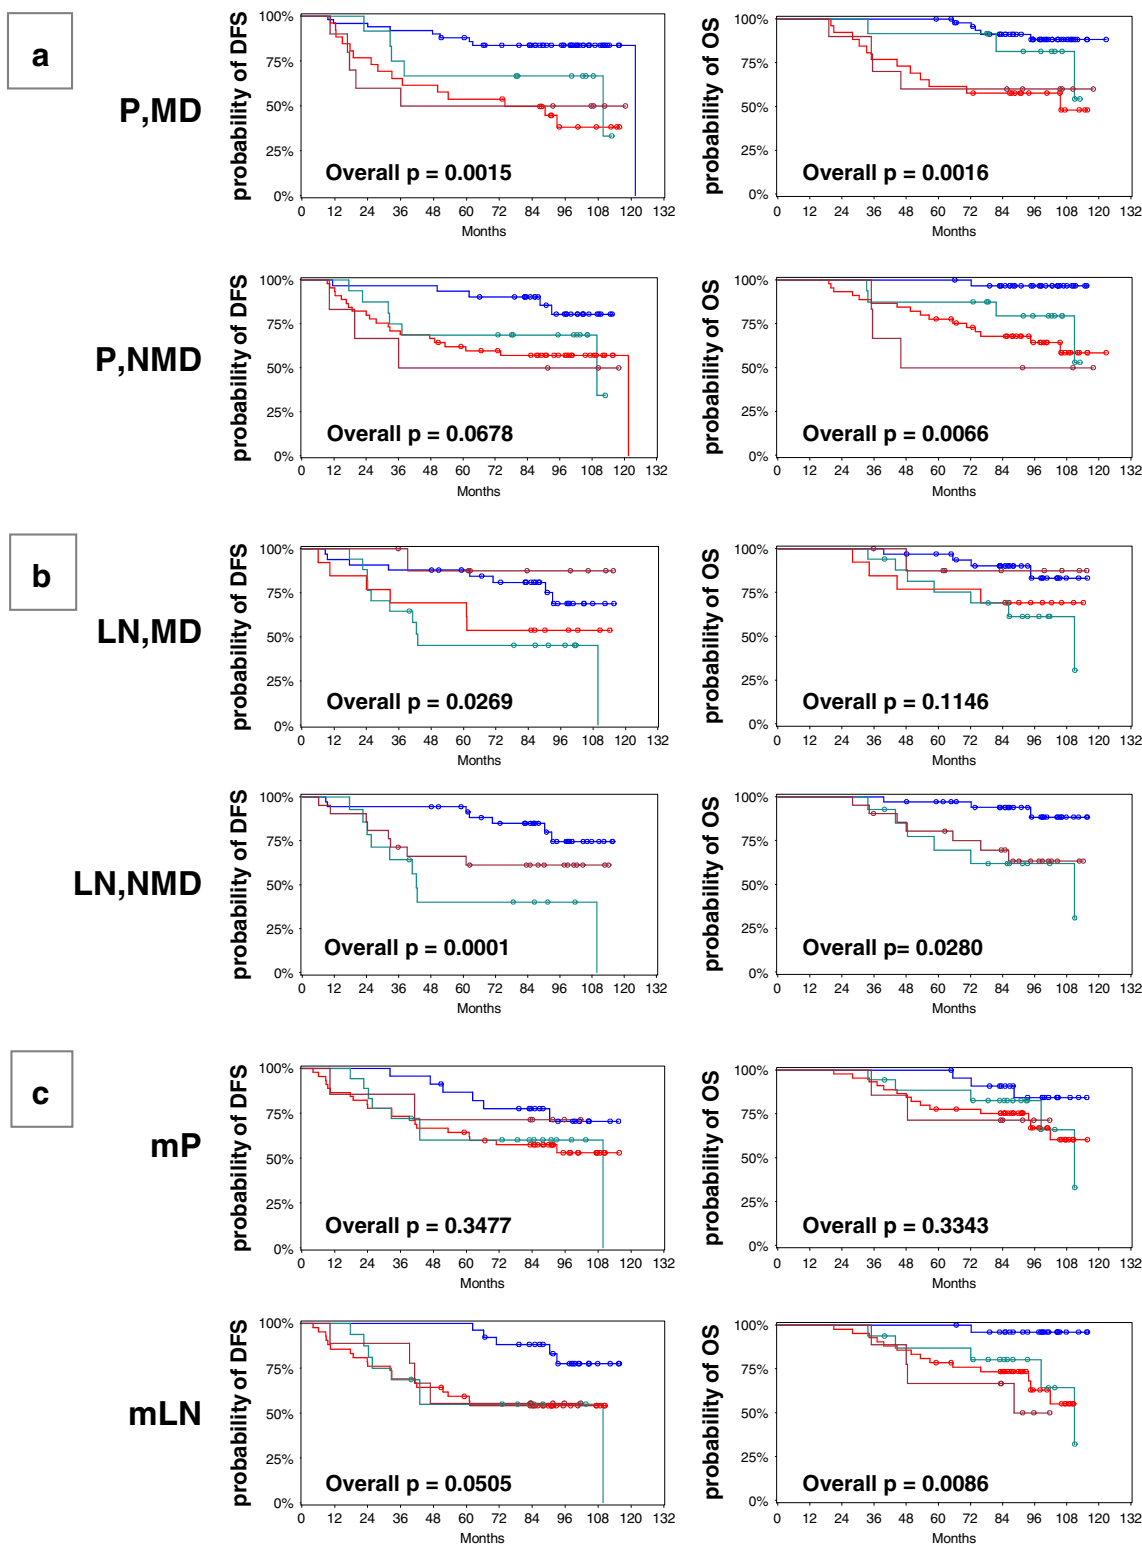 a
P,MD
probability of DFS
100%
75%
50%
25%
0%
Overall p = 0.0015
0 12 24 36 48 60 72 84 96 108 120 132
Months
probability of OS
100%
75%
50%
25%
0%
Overall p = 0.0016
0 12 24 36 48 60 72 84 96 108 120 132
Months
P,NMD
probability of DFS
100%
75%
50%
25%
0%
Overall p = 0.0678
0 12 24 36 48 60 72 84 96 108 120 132
Months
probability of OS
100%
75%
50%
25%
0%
Overall p = 0.0066
0 12 24 36 48 60 72 84 96 108 120 132
Months
b
LN,MD
probability of DFS
100%
75%
50%
25%
0%
Overall p = 0.0269
0 12 24 36 48 60 72 84 96 108 120 132
Months
probability of OS
100%
75%
50%
25%
0%
Overall p = 0.1146
0 12 24 36 48 60 72 84 96 108 120 132
Months
LN,NMD
probability of DFS
100%
75%
50%
25%
0%
Overall p = 0.0001
0 12 24 36 48 60 72 84 96 108 120 132
Months
probability of OS
100%
75%
50%
25%
0%
Overall p= 0.0280
0 12 24 36 48 60 72 84 96 108 120 132
Months
c
mP
probability of DFS
100%
75%
50%
25%
0%
Overall p = 0.3477
0 12 24 36 48 60 72 84 96 108 120 132
Months
probability of OS
100%
75%
50%
25%
0%
Overall p = 0.3343
0 12 24 36 48 60 72 84 96 108 120 132
Months
mLN
probability of DFS
100%
75%
50%
25%
0%
Overall p = 0.0505
0 12 24 36 48 60 72 84 96 108 120 132
Months
probability of OS
100%
75%
50%
25%
0%
Overall p = 0.0086
0 12 24 36 48 60 72 84 96 108 120 132
Months